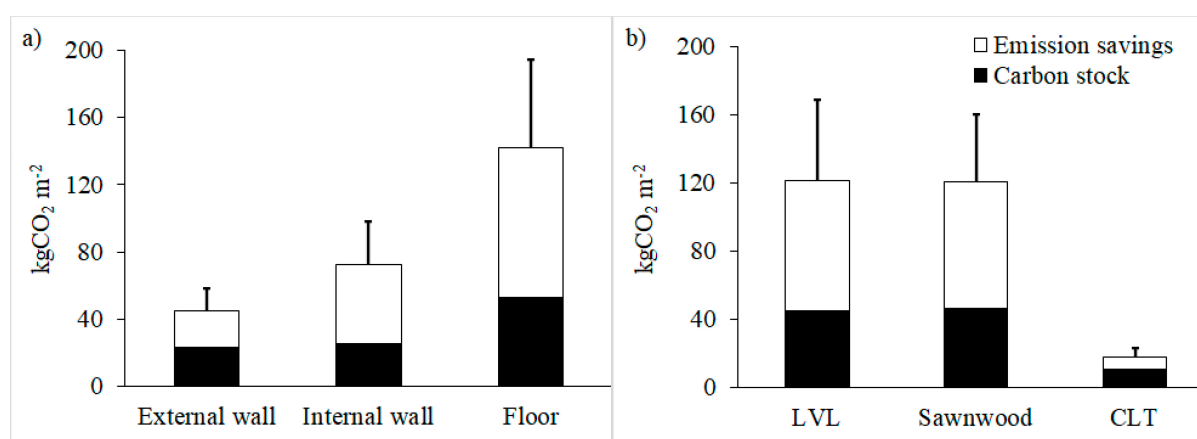 a)
200
160
120
80
40
0
kgCO₂ m⁻²
External wall Internal wall Floor
b)
200
160
120
80
40
0
kgCO₂ m⁻²
Emission savings
Carbon stock
LVL Sawnwood CLT